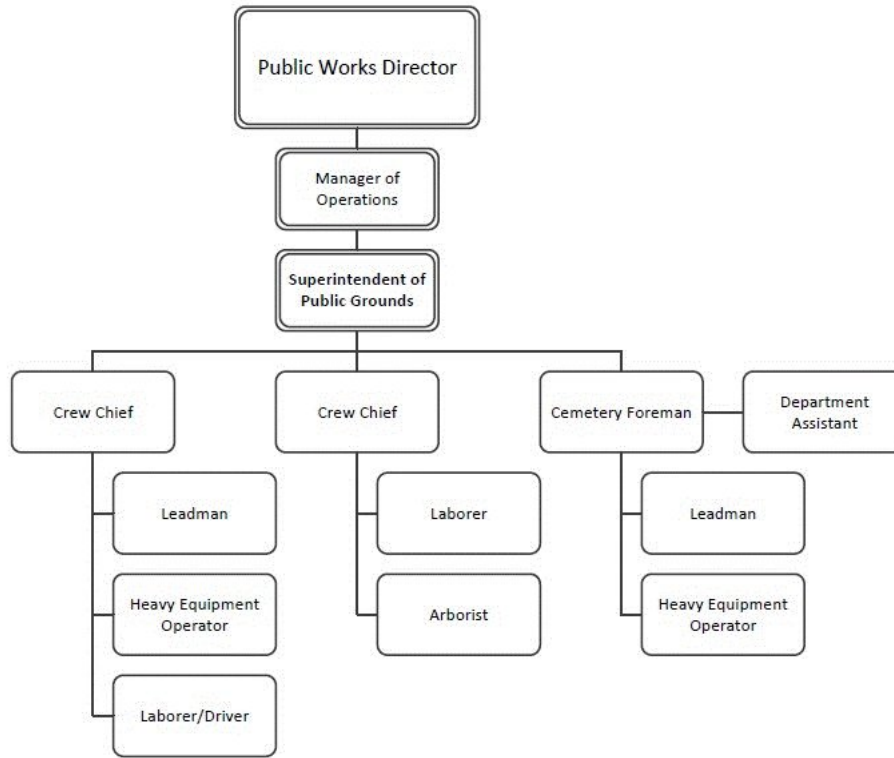 Public Works Director
Manager of
Operations
Superintendent of
Public Grounds
Crew Chief
Crew Chief
Cemetery Foreman
Department
Assistant
Leadman
Laborer
Leadman
Heavy Equipment
Operator
Arborist
Heavy Equipment
Operator
Laborer/Driver